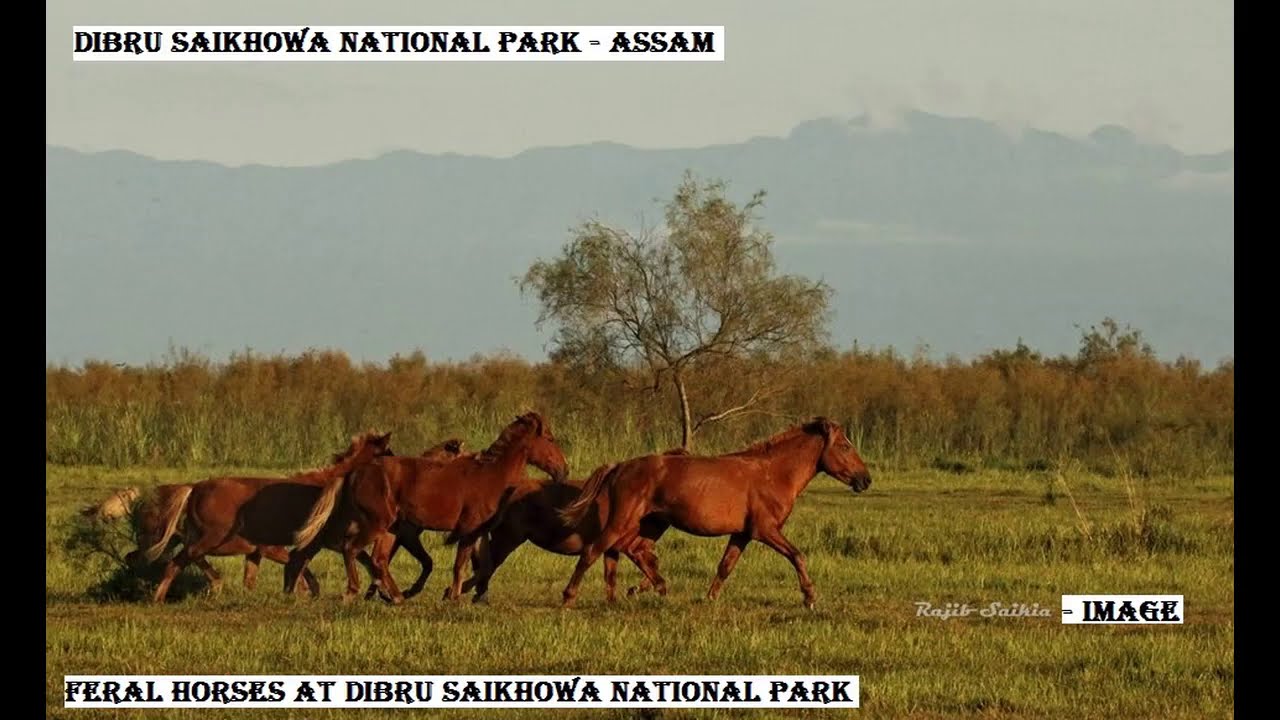 DIBRU SAIKHOWA NATIONAL PARK - ASSAM
Rajib Saikia - IMAGE
FERAL HORSES AT DIBRU SAIKHOWA NATIONAL PARK